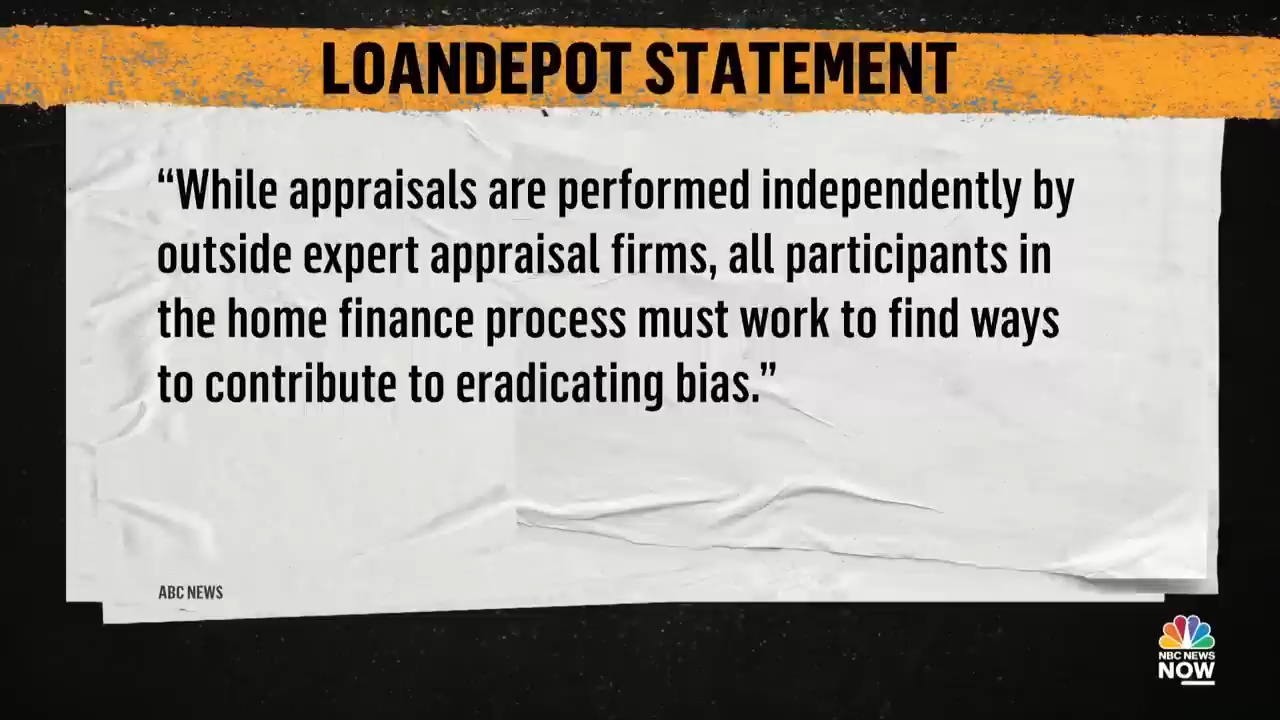 LOANDEPOT STATEMENT
“While appraisals are performed independently by
outside expert appraisal firms, all participants in
the home finance process must work to find ways
to contribute to eradicating bias.”
ABC NEWS
NBC NEWS
NOW